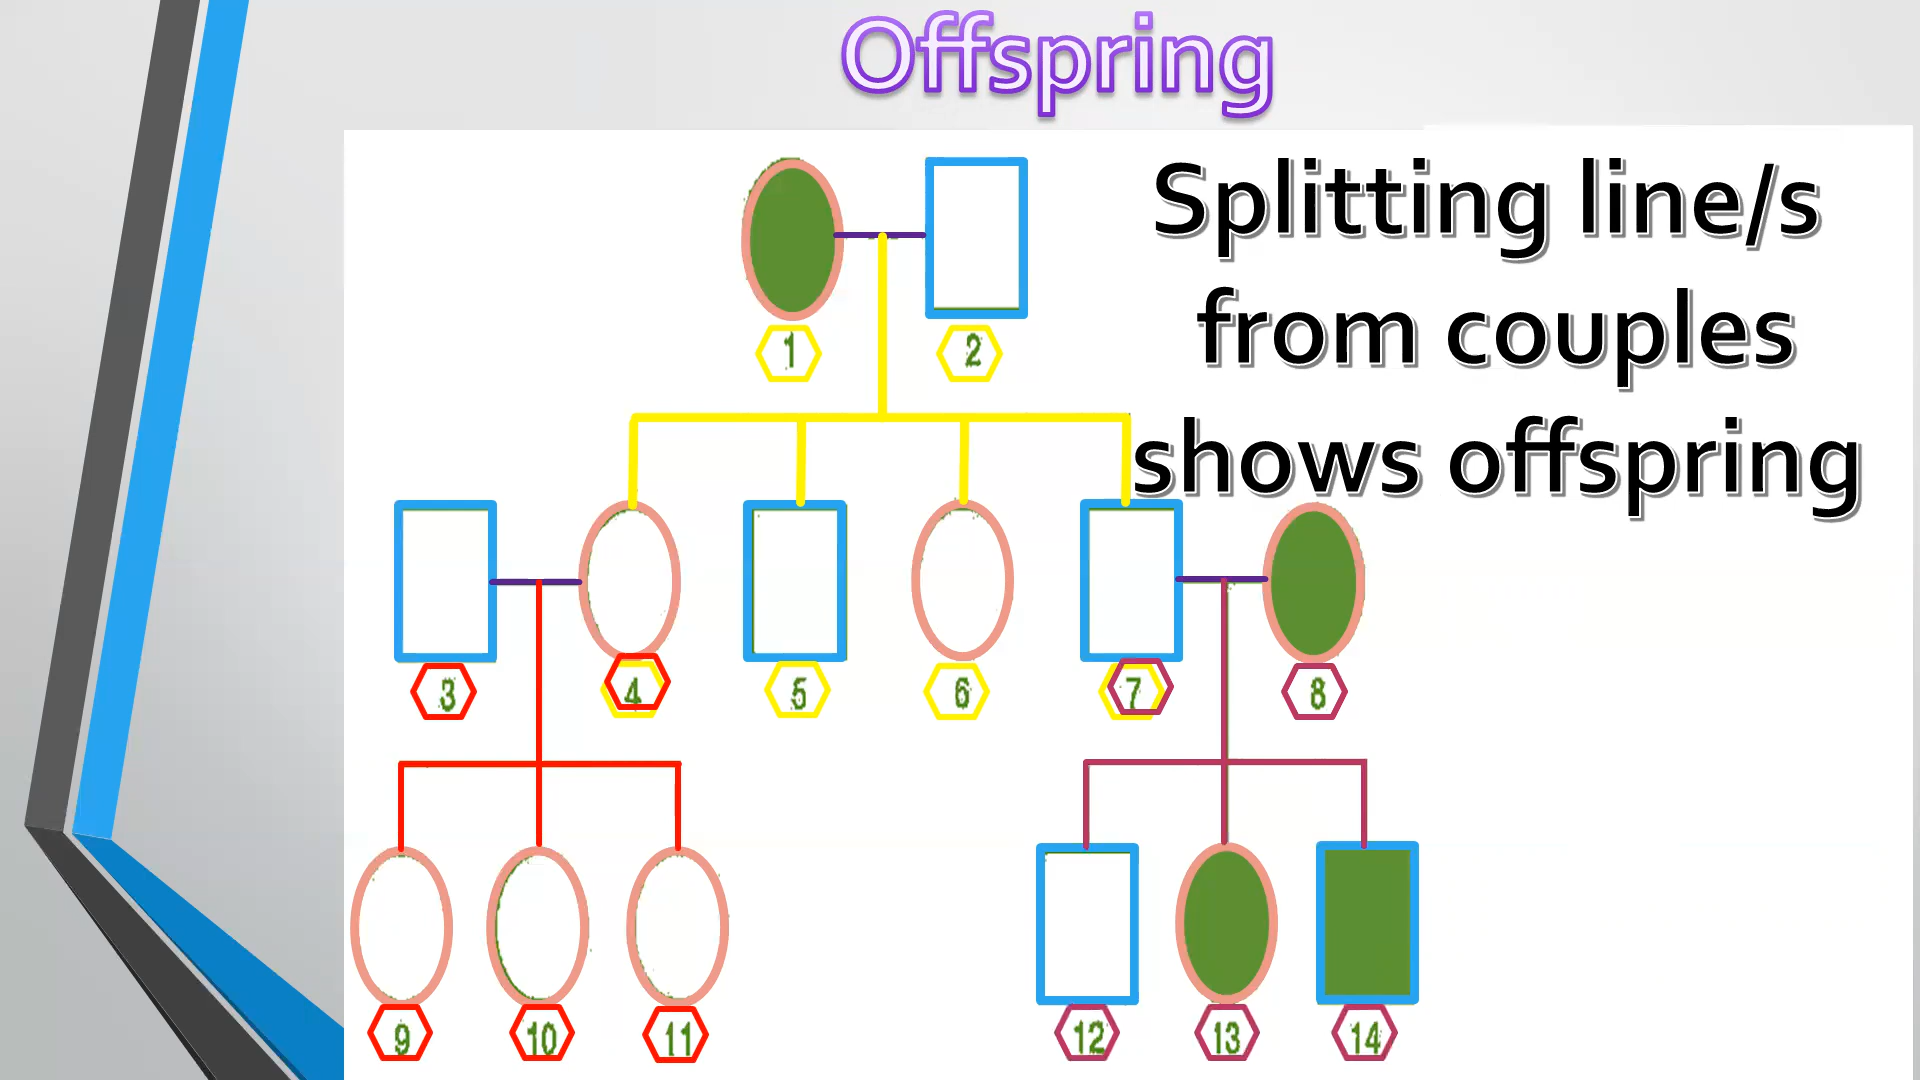 Offspring
Splitting line/s
from couples
shows offspring
1 2
3 4 5 6 7 8
9 10 11 12 13 14